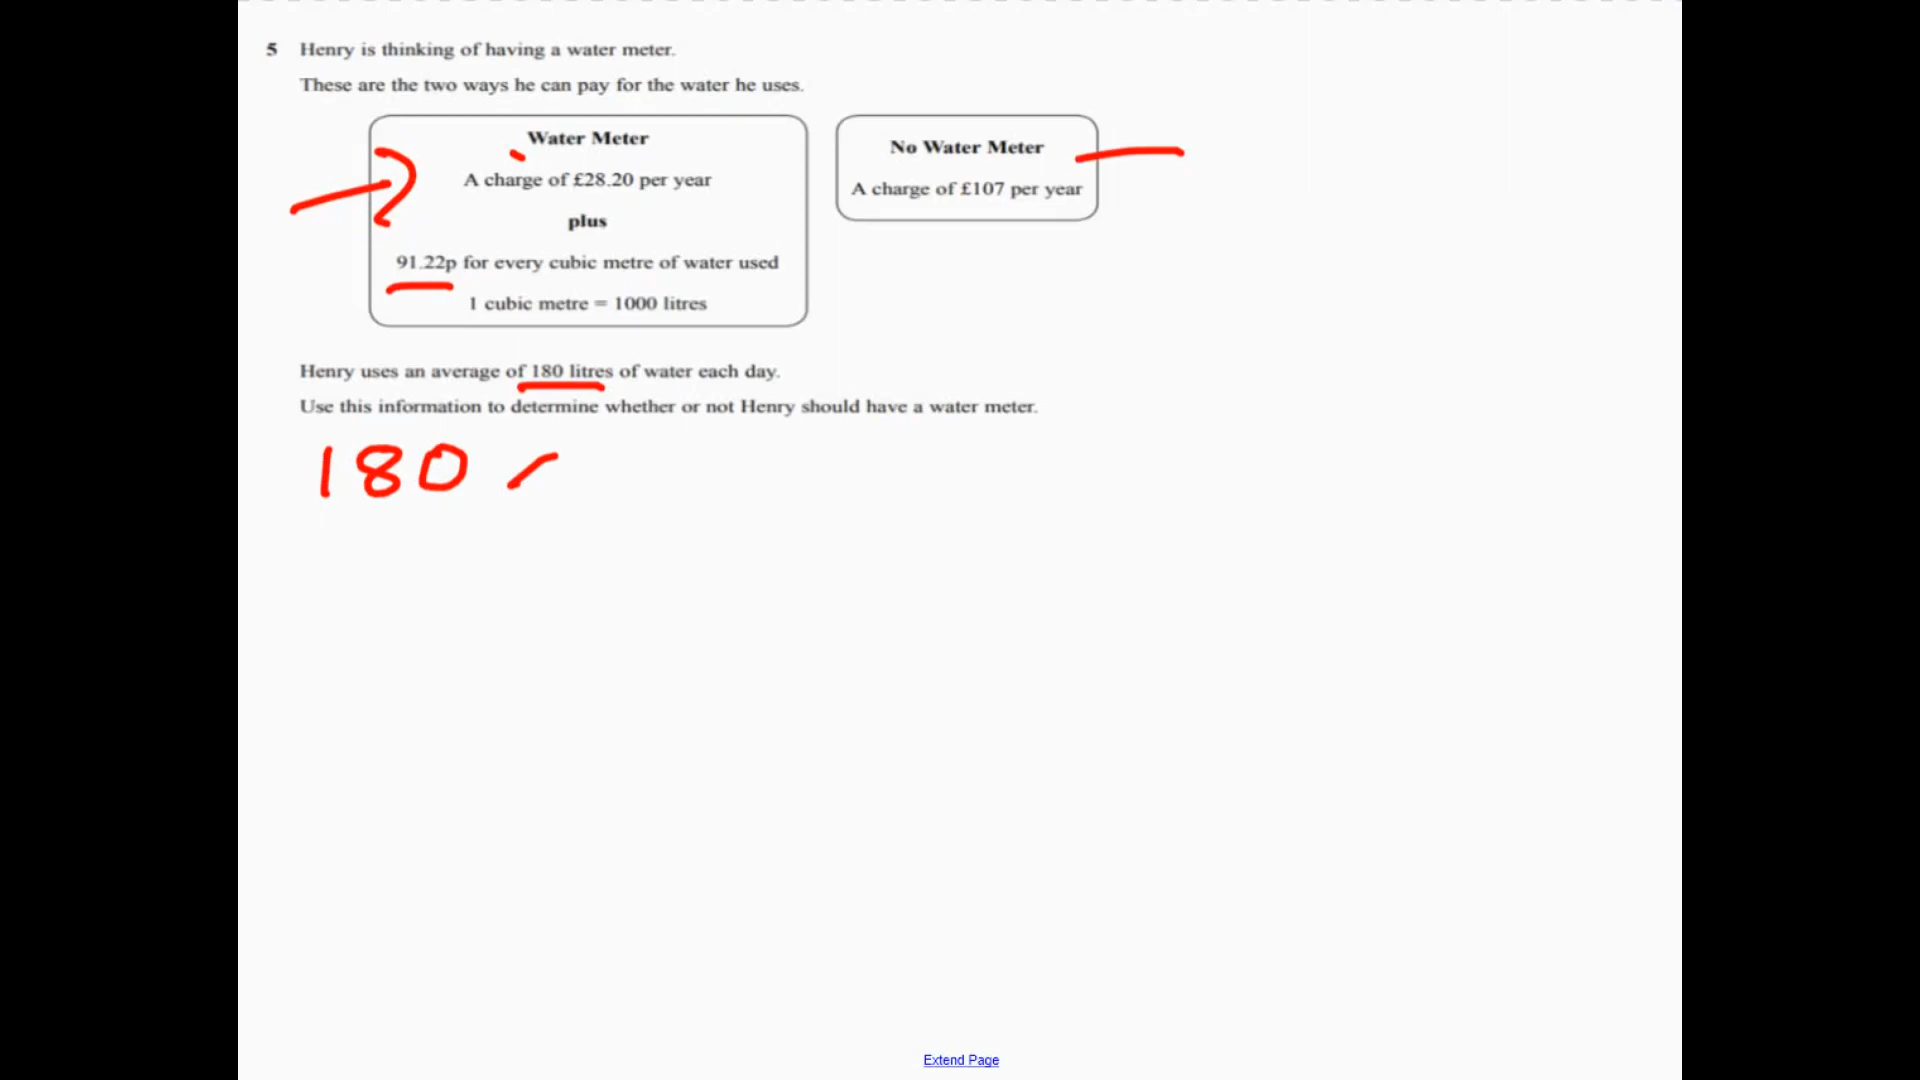 5 Henry is thinking of having a water meter.
These are the two ways he can pay for the water he uses.
Water Meter
A charge of £28.20 per year
plus
91.22p for every cubic metre of water used
1 cubic metre = 1000 litres
No Water Meter
A charge of £107 per year
Henry uses an average of 180 litres of water each day.
Use this information to determine whether or not Henry should have a water meter.
180
Extend Page